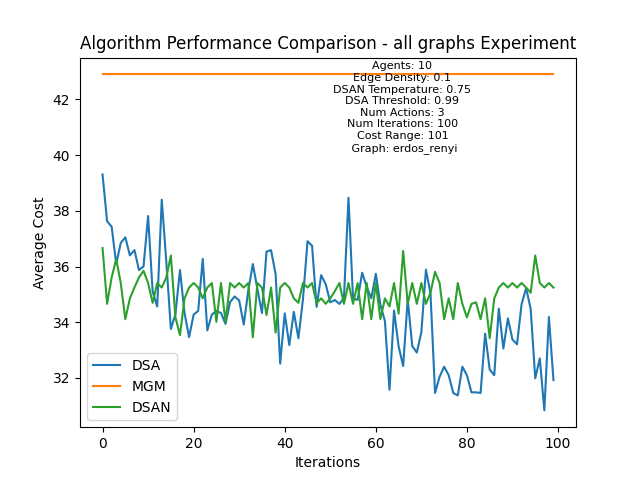 Algorithm Performance Comparison - all graphs Experiment
Agents: 10
Edge Density: 0.1
DSAN Temperature: 0.75
DSA Threshold: 0.99
Num Actions: 3
Num Iterations: 100
Cost Range: 101
Graph: erdos_renyi
Average Cost
42
40
38
36
34
32
DSA
MGM
DSAN
0 20 40 60 80 100
Iterations